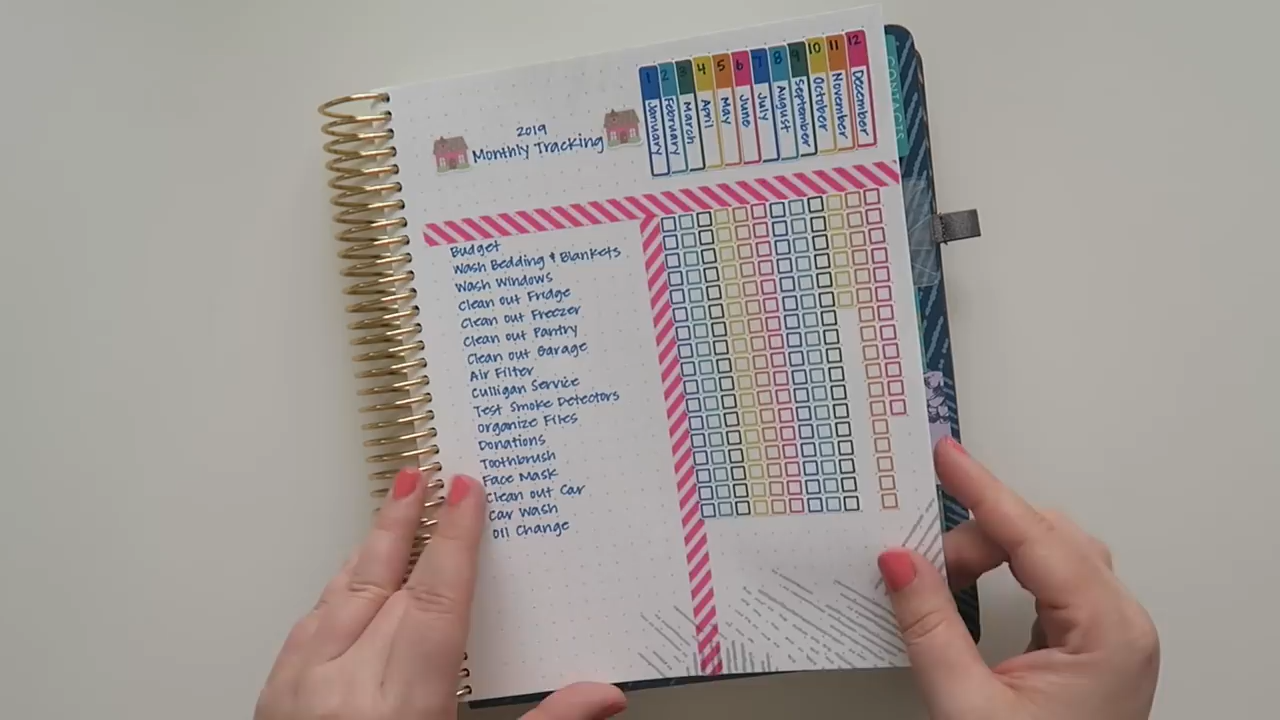 2019
Monthly Tracking
1 January
2 February
3 March
4 April
5 May
6 June
7 July
8 August
9 September
10 October
11 November
12 December
CONTACTS
Budget
Wash Bedding & Blankets
Wash Windows
Clean out Fridge
Clean out Freezer
Clean out Pantry
Clean out Garage
Air Filter
Culligan Service
Test Smoke Detectors
Organize Files
Donations
Toothbrush
Face Mask
Clean out Car
Car Wash
Oil Change